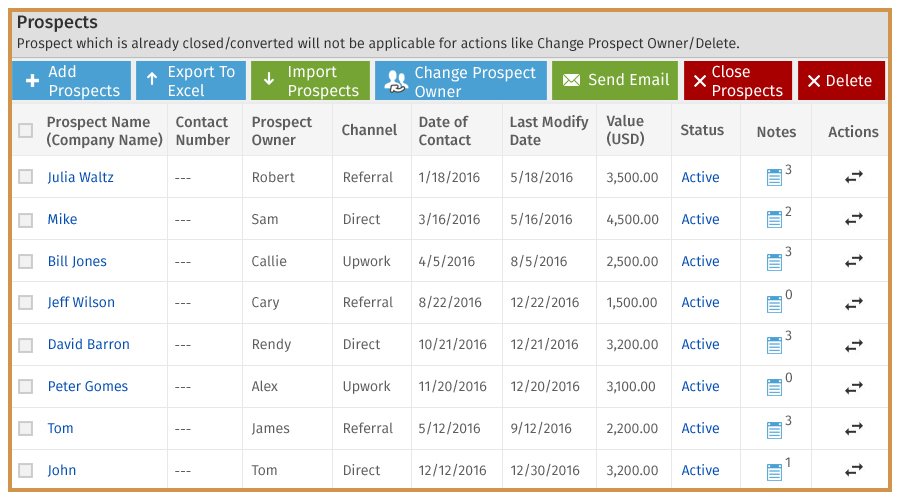 Prospects
Prospect which is already closed/converted will not be applicable for actions like Change Prospect Owner/Delete.
Add Prospects Export To Excel Import Prospects Change Prospect Owner Send Email Close Prospects Delete
Prospect Name (Company Name) Contact Number Prospect Owner Channel Date of Contact Last Modify Date Value (USD) Status Notes Actions
Julia Waltz --- Robert Referral 1/18/2016 5/18/2016 3,500.00 Active 3
Mike --- Sam Direct 3/16/2016 5/16/2016 4,500.00 Active 2
Bill Jones --- Callie Upwork 4/5/2016 8/5/2016 2,500.00 Active 3
Jeff Wilson --- Cary Referral 8/22/2016 12/22/2016 1,500.00 Active 0
David Barron --- Rendy Direct 10/21/2016 12/21/2016 3,200.00 Active 3
Peter Gomes --- Alex Upwork 11/20/2016 12/20/2016 3,100.00 Active 0
Tom --- James Referral 5/12/2016 9/12/2016 2,200.00 Active 3
John --- Tom Direct 12/12/2016 12/30/2016 3,200.00 Active 1